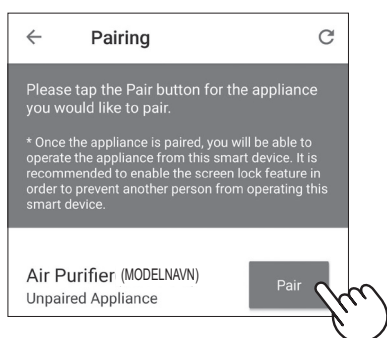 Pairing
Please tap the Pair button for the appliance
you would like to pair.
* Once the appliance is paired, you will be able to
operate the appliance from this smart device. It is
recommended to enable the screen lock feature in
order to prevent another person from operating this
smart device.
Air Purifier (MODELNAVN)
Pair
Unpaired Appliance